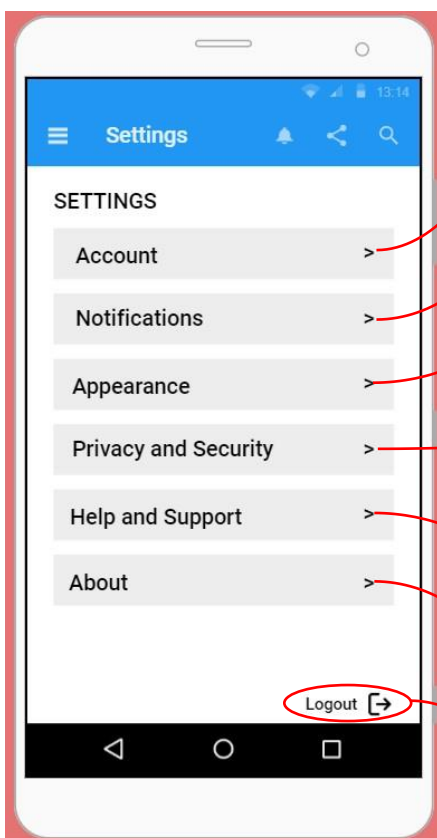 13:14
Settings
SETTINGS
Account >
Notifications >
Appearance >
Privacy and Security >
Help and Support >
About >
Logout